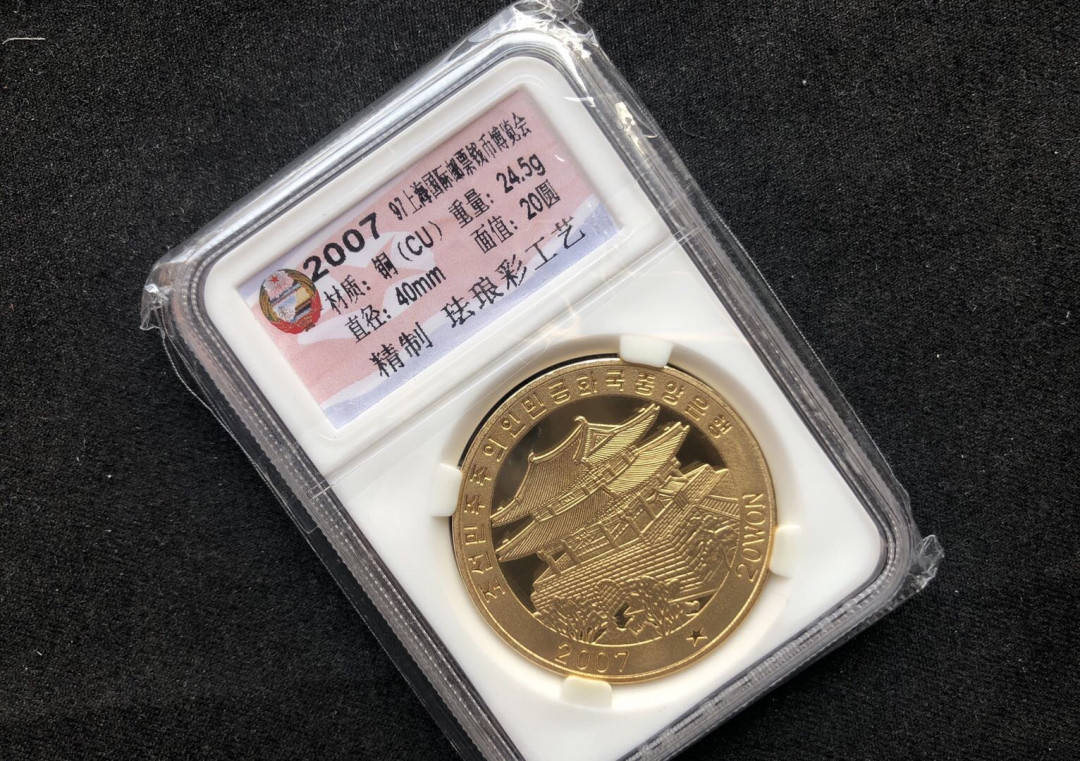 2007 97上海国际邮票钱币博览会
材质：铜（CU） 重量：24.5g
直径：40mm 面值：20圆
精制 珐琅彩工艺
조선민주주의인민공화국중앙은행
20WON
2007